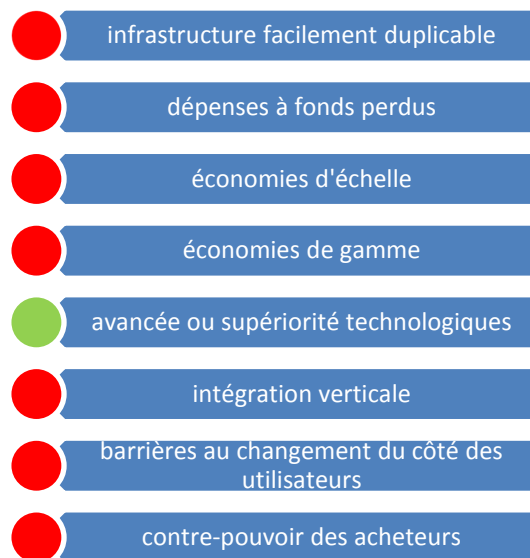 infrastructure facilement duplicable
dépenses à fonds perdus
économies d'échelle
économies de gamme
avancée ou supériorité technologiques
intégration verticale
barrières au changement du côté des
utilisateurs
contre-pouvoir des acheteurs